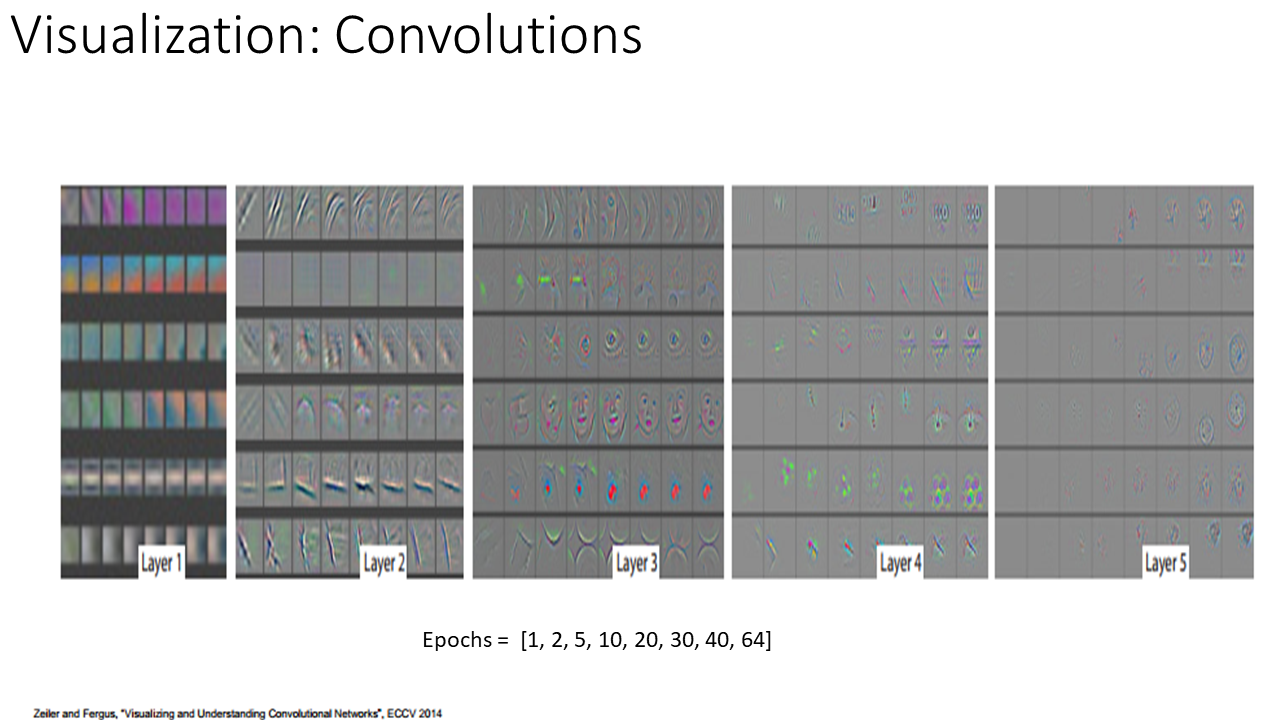 Visualization: Convolutions
Layer 1
Layer 2
Layer 3
Layer 4
Layer 5
Epochs = [1, 2, 5, 10, 20, 30, 40, 64]
Zeiler and Fergus, "Visualizing and Understanding Convolutional Networks", ECCV 2014